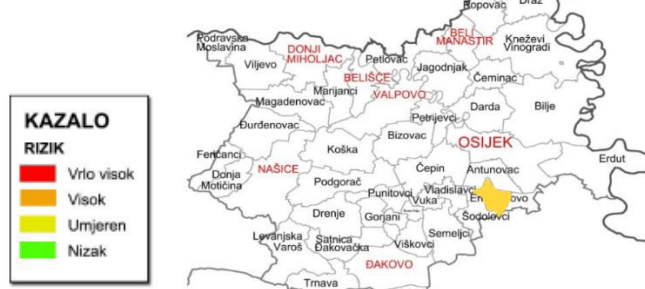 Popovac
Draž
BELI
MANASTIR
Kneževi
Vinogradi
Podravska
Moslavina
DONJI
MIHOLJAC
Viljevo
Petlovac
Jagodnjak
BELIŠĆE
Čeminac
Marijanci
VALPOVO
Magadenovac
Darda
Bilje
Petrijevci
Đurđenovac
Bizovac
OSIJEK
Koška
Feričanci
Erdut
Donja
Motičina
NAŠICE
Čepin
Antunovac
Podgorač
Punitovci
Vladislavci
Vuka
Drenje
Gorjani
Šodolovci
Levanjska
Varoš
Satnica
Đakovačka
Semeljci
Viškovci
ĐAKOVO
Trnava
KAZALO
RIZIK
Vrlo visok
Visok
Umjeren
Nizak